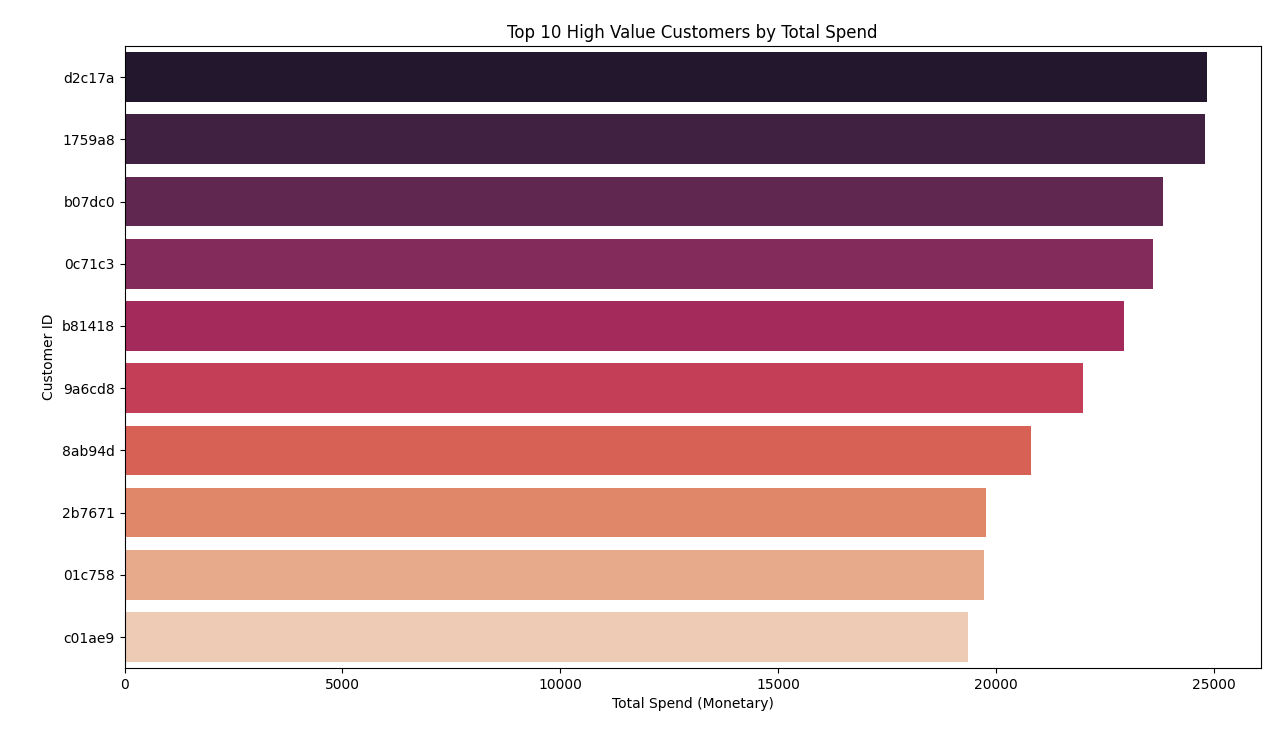 Top 10 High Value Customers by Total Spend
Customer ID
d2c17a
1759a8
b07dc0
0c71c3
b81418
9a6cd8
8ab94d
2b7671
01c758
c01ae9
0 5000 10000 15000 20000 25000
Total Spend (Monetary)